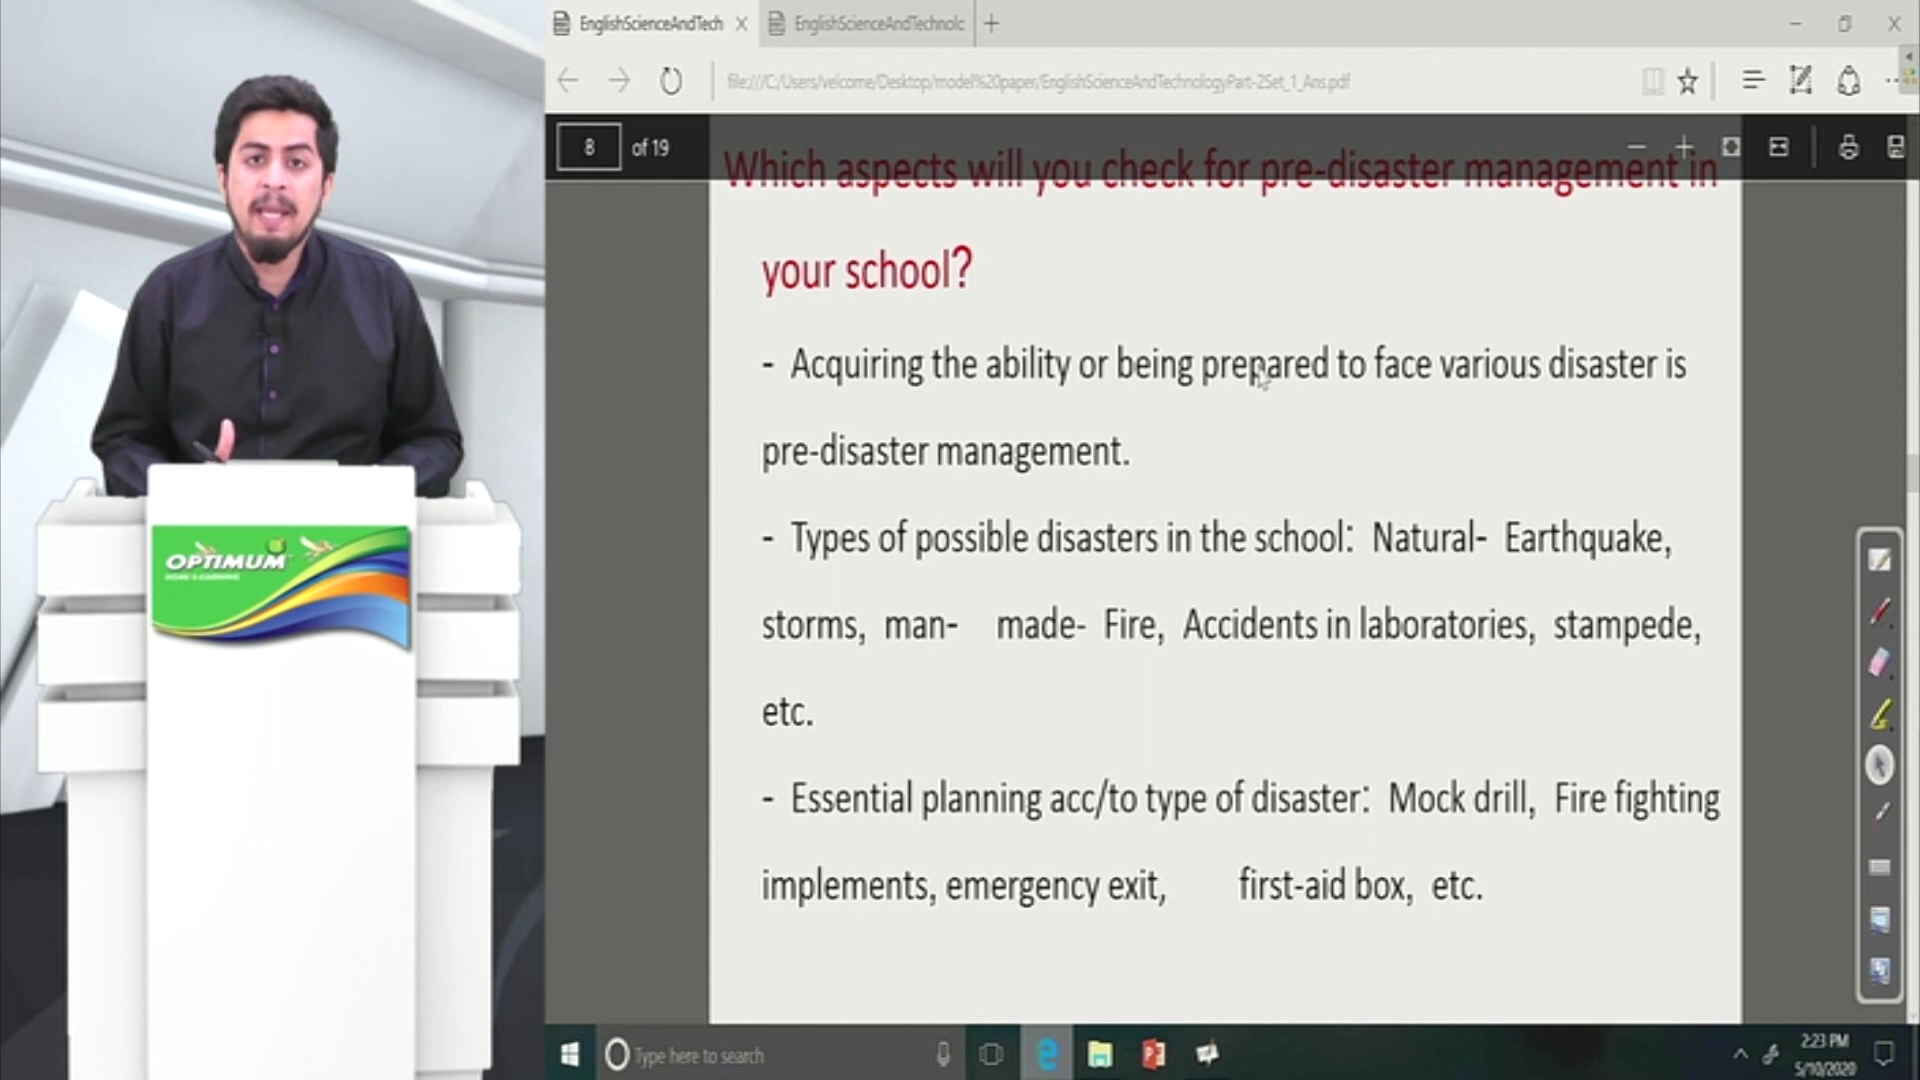 EnglishScienceAndTech
EnglishScienceAndTechnolc
file:///C:/Users/velcome/Desktop/model%20paper/EnglishScienceAndTechnologyPart-2Set_1_Ans.pdf
8 of 19
Which aspects will you check for pre-disaster management in
your school?
- Acquiring the ability or being prepared to face various disaster is
pre-disaster management.
- Types of possible disasters in the school: Natural- Earthquake,
storms, man- made- Fire, Accidents in laboratories, stampede,
etc.
- Essential planning acc/to type of disaster: Mock drill, Fire fighting
implements, emergency exit, first-aid box, etc.
OPTIMUM
HOME E-LEARNING
Type here to search
2:23 PM
5/10/2020